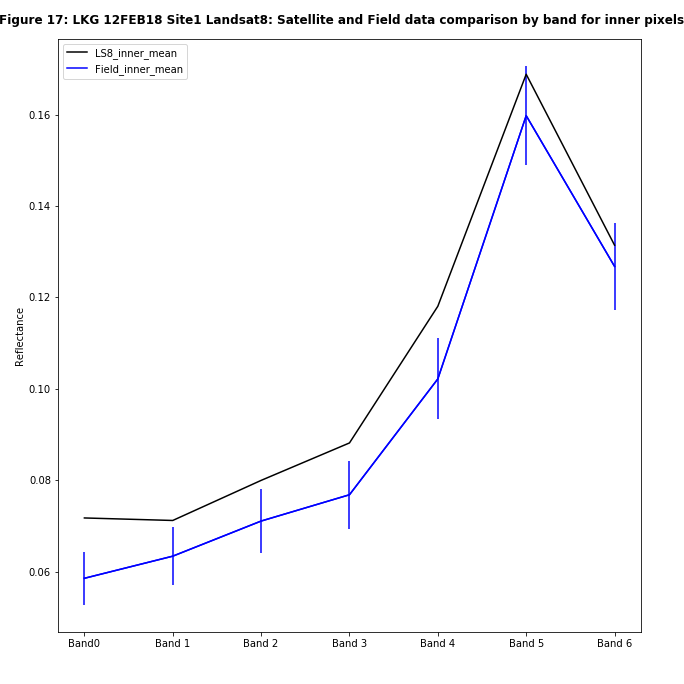 Figure 17: LKG 12FEB18 Site1 Landsat8: Satellite and Field data comparison by band for inner pixels
LS8_inner_mean
Field_inner_mean
0.16
0.14
0.12
0.10
0.08
0.06
Reflectance
Band0 Band 1 Band 2 Band 3 Band 4 Band 5 Band 6